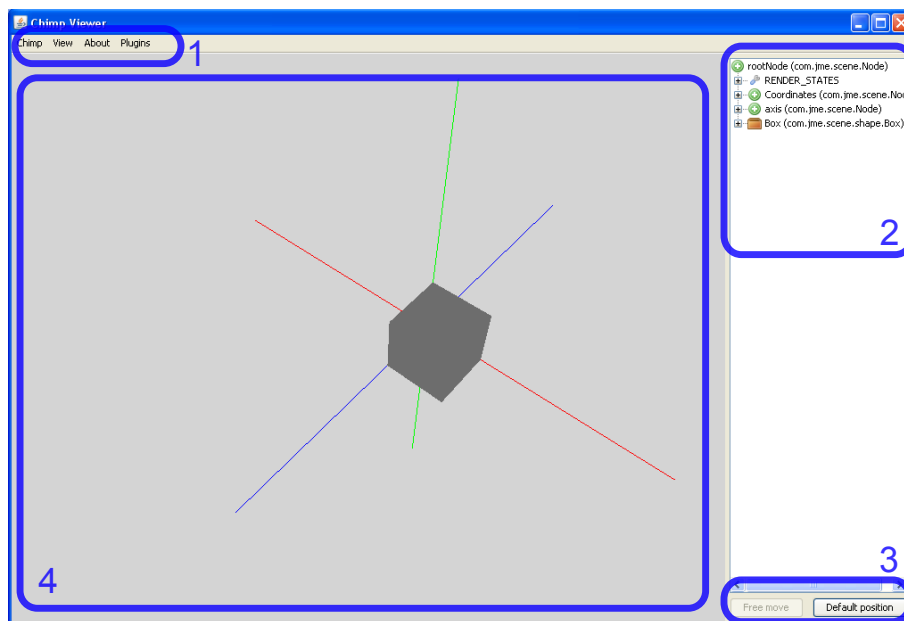 Chimp Viewer
Chimp View About Plugins
1
rootNode (com.jme.scene.Node)
RENDER_STATES
Coordinates (com.jme.scene.Nod
axis (com.jme.scene.Node)
Box (com.jme.scene.shape.Box)
2
4
3
Free move Default position